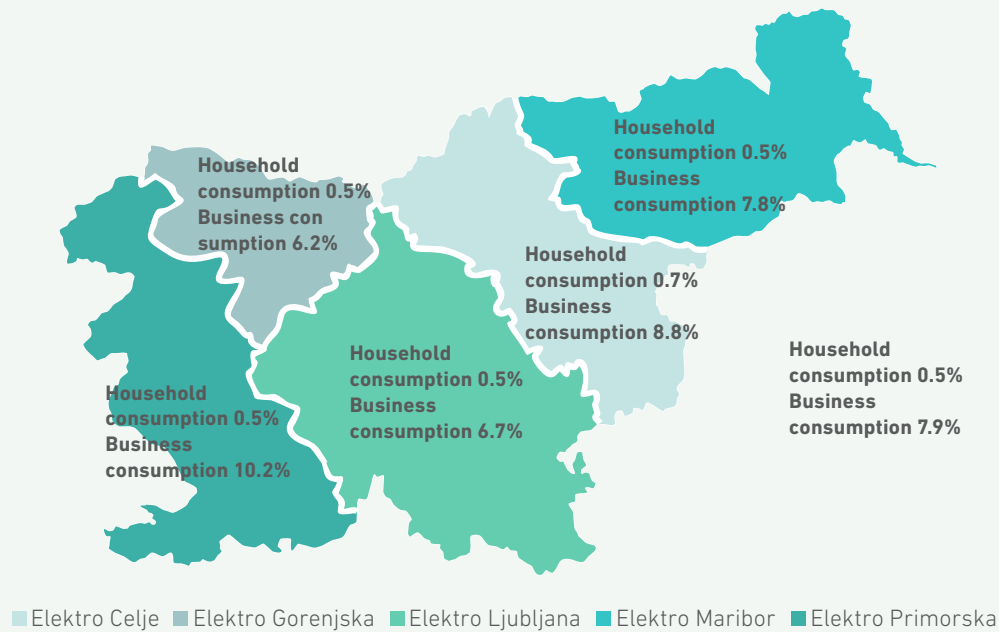 Household
consumption 0.5%
Business
consumption 7.8%
Household
consumption 0.5%
Business con
sumption 6.2%
Household
consumption 0.7%
Business
consumption 8.8%
Household
consumption 0.5%
Business
consumption 6.7%
Household
consumption 0.5%
Business
consumption 7.9%
Household
consumption 0.5%
Business
consumption 10.2%
Elektro Celje
Elektro Gorenjska
Elektro Ljubljana
Elektro Maribor
Elektro Primorska